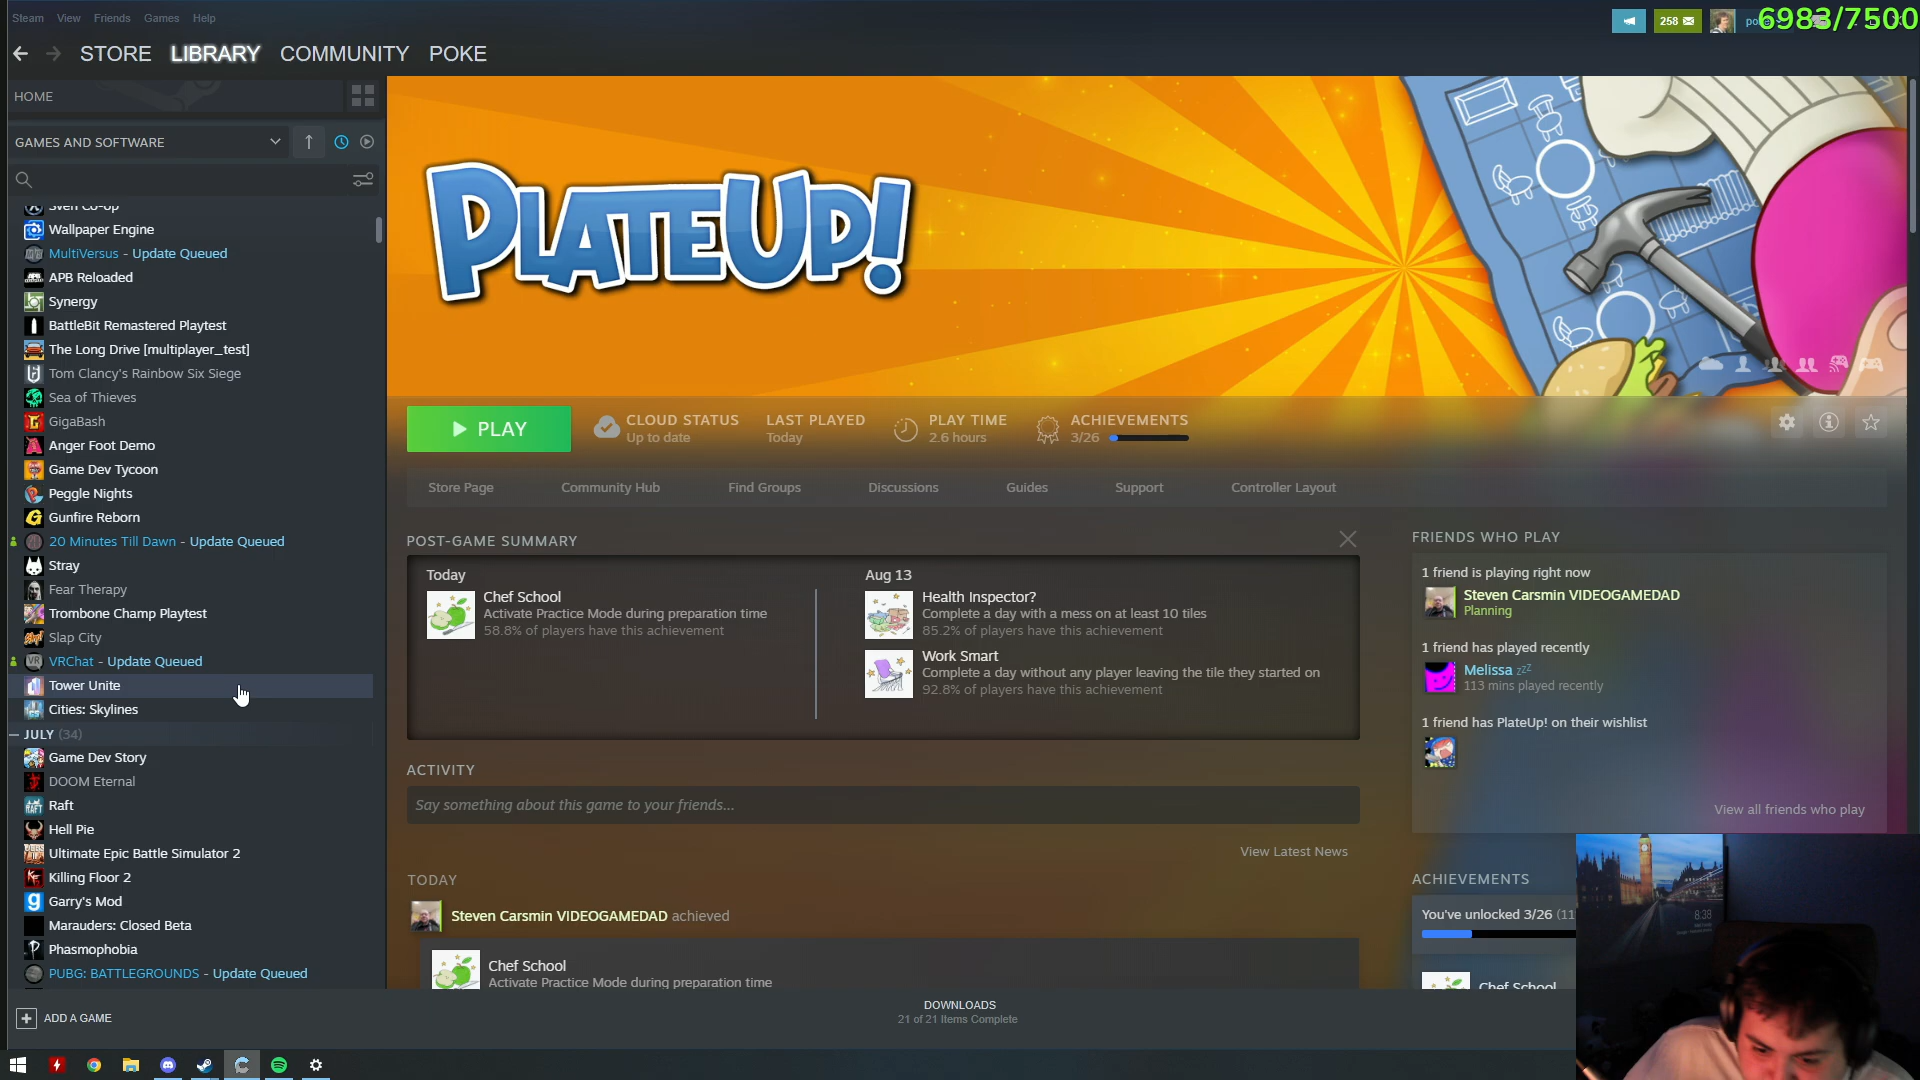 Steam View Friends Games Help
258
6983/7500
STORE LIBRARY COMMUNITY POKE
HOME
GAMES AND SOFTWARE
Sven Co-op
Wallpaper Engine
MultiVersus - Update Queued
APB Reloaded
Synergy
BattleBit Remastered Playtest
The Long Drive [multiplayer_test]
Tom Clancy's Rainbow Six Siege
Sea of Thieves
GigaBash
Anger Foot Demo
Game Dev Tycoon
Peggle Nights
Gunfire Reborn
20 Minutes Till Dawn - Update Queued
Stray
Fear Therapy
Trombone Champ Playtest
Slap City
VRChat - Update Queued
Tower Unite
Cities: Skylines
JULY (34)
Game Dev Story
DOOM Eternal
Raft
Hell Pie
Ultimate Epic Battle Simulator 2
Killing Floor 2
Garry's Mod
Marauders: Closed Beta
Phasmophobia
PUBG: BATTLEGROUNDS - Update Queued
ADD A GAME
PLATEUP!
PLAY
CLOUD STATUS
Up to date
LAST PLAYED
Today
PLAY TIME
2.6 hours
ACHIEVEMENTS
3/26
Store Page Community Hub Find Groups Discussions Guides Support Controller Layout
POST-GAME SUMMARY
Today
Chef School
Activate Practice Mode during preparation time
58.8% of players have this achievement
Aug 13
Health Inspector?
Complete a day with a mess on at least 10 tiles
85.2% of players have this achievement
Work Smart
Complete a day without any player leaving the tile they started on
92.8% of players have this achievement
ACTIVITY
Say something about this game to your friends...
View Latest News
TODAY
Steven Carsmin VIDEOGAMEDAD achieved
Chef School
Activate Practice Mode during preparation time
FRIENDS WHO PLAY
1 friend is playing right now
Steven Carsmin VIDEOGAMEDAD
Planning
1 friend has played recently
Melissa zzZ
113 mins played recently
1 friend has PlateUp! on their wishlist
View all friends who play
ACHIEVEMENTS
You've unlocked 3/26 (11
Chef School
8:38
DOWNLOADS
21 of 21 Items Complete